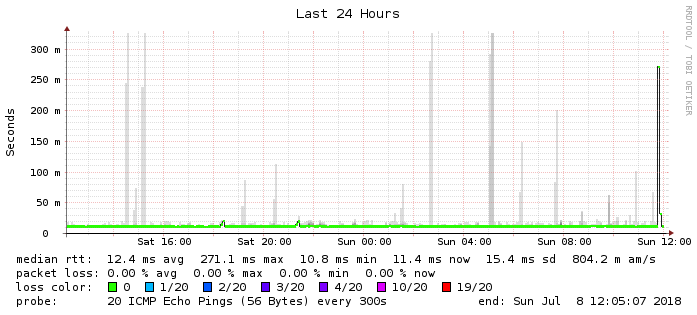 Last 24 Hours
RRDTOOL / TOBI OETIKER
Seconds
300 m
250 m
200 m
150 m
100 m
50 m
0
Sat 16:00 Sat 20:00 Sun 00:00 Sun 04:00 Sun 08:00 Sun 12:00
median rtt: 12.4 ms avg 271.1 ms max 10.8 ms min 11.4 ms now 15.4 ms sd 804.2 m am/s
packet loss: 0.00 % avg 0.00 % max 0.00 % min 0.00 % now
loss color: 0 1/20 2/20 3/20 4/20 10/20 19/20
probe: 20 ICMP Echo Pings (56 Bytes) every 300s end: Sun Jul 8 12:05:07 2018